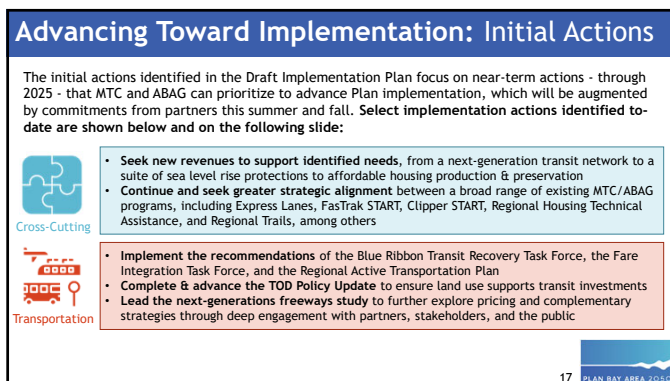 Advancing Toward Implementation: Initial Actions
The initial actions identified in the Draft Implementation Plan focus on near-term actions - through
2025 - that MTC and ABAG can prioritize to advance Plan implementation, which will be augmented
by commitments from partners this summer and fall. Select implementation actions identified to-
date are shown below and on the following slide:
• Seek new revenues to support identified needs, from a next-generation transit network to a
suite of sea level rise protections to affordable housing production & preservation
• Continue and seek greater strategic alignment between a broad range of existing MTC/ABAG
programs, including Express Lanes, FasTrak START, Clipper START, Regional Housing Technical
Assistance, and Regional Trails, among others
Cross-Cutting
• Implement the recommendations of the Blue Ribbon Transit Recovery Task Force, the Fare
Integration Task Force, and the Regional Active Transportation Plan
• Complete & advance the TOD Policy Update to ensure land use supports transit investments
• Lead the next-generations freeways study to further explore pricing and complementary
strategies through deep engagement with partners, stakeholders, and the public
Transportation
17
PLAN BAY AREA 2050